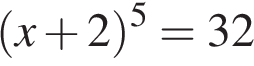 (x + 2)⁵ = 32